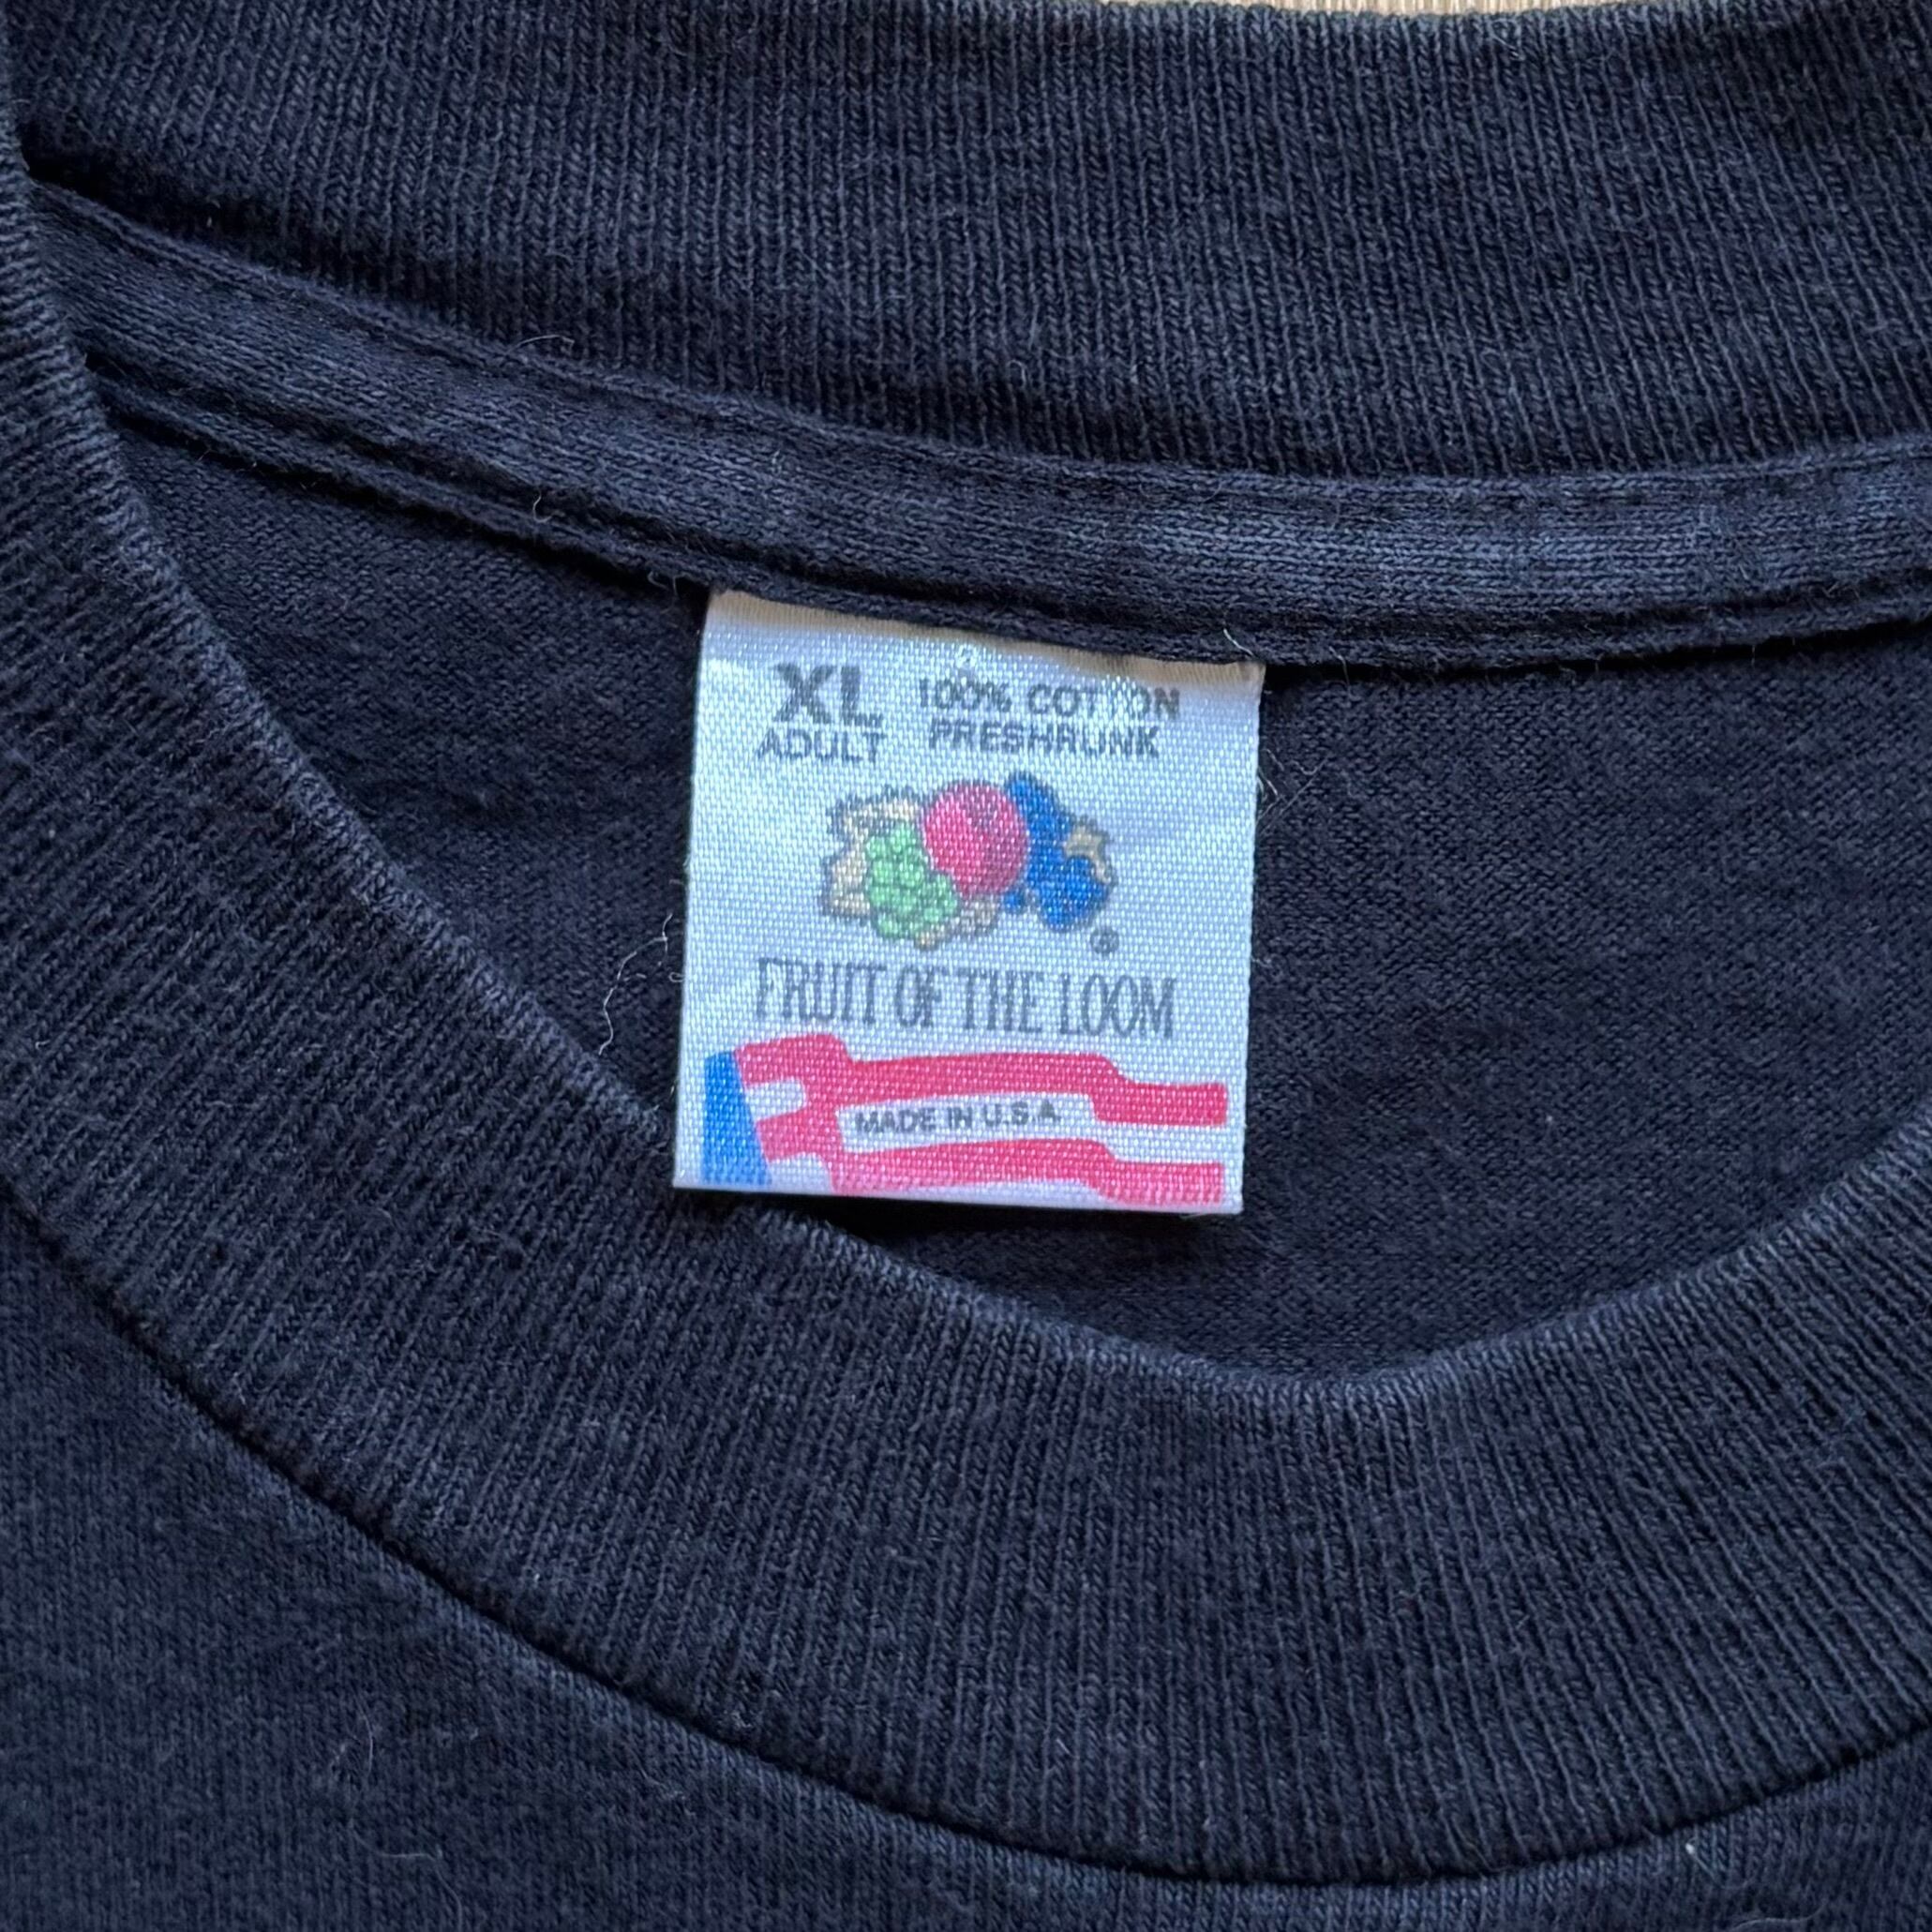 XL 100% COTTON
ADULT PRESHRUNK
®
FRUIT OF THE LOOM
MADE IN U.S.A.